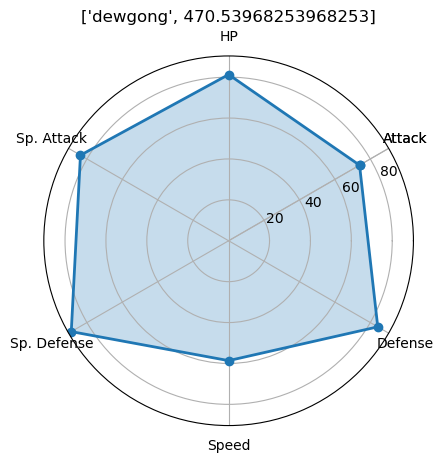 ['dewgong', 470.53968253968253]
HP
Sp. Attack
Attack
80
60
40
20
Sp. Defense
Defense
Speed